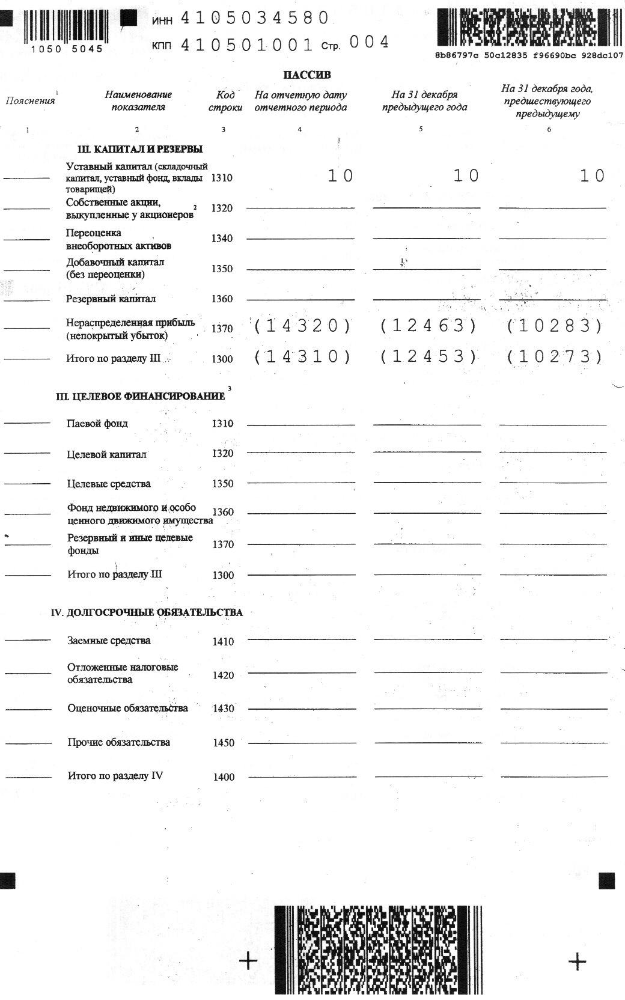 ИНН 4105034580
1050 5045
КПП 410501001 Стр. 004
8b86797c 50c12835 f96690bc 928dc107
ПАССИВ
Пояснения 1
Наименование показателя
Код строки
На отчетную дату отчетного периода
На 31 декабря предыдущего года
На 31 декабря года, предшествующего предыдущему
1 2 3 4 5 6
III. КАПИТАЛ И РЕЗЕРВЫ
Уставный капитал (складочный
капитал, уставный фонд, вклады 1310 10 10 10
товарищей)
Собственные акции,
выкупленные у акционеров 2 1320
Переоценка
внеоборотных активов 1340
Добавочный капитал
(без переоценки) 1350
Резервный капитал 1360
Нераспределенная прибыль
(непокрытый убыток) 1370 (14320) (12463) (10283)
Итого по разделу III 1300 (14310) (12453) (10273)
III. ЦЕЛЕВОЕ ФИНАНСИРОВАНИЕ 3
Паевой фонд 1310
Целевой капитал 1320
Целевые средства 1350
Фонд недвижимого и особо
ценного движимого имущества 1360
Резервный и иные целевые
фонды 1370
Итого по разделу III 1300
IV. ДОЛГОСРОЧНЫЕ ОБЯЗАТЕЛЬСТВА
Заемные средства 1410
Отложенные налоговые
обязательства 1420
Оценочные обязательства 1430
Прочие обязательства 1450
Итого по разделу IV 1400